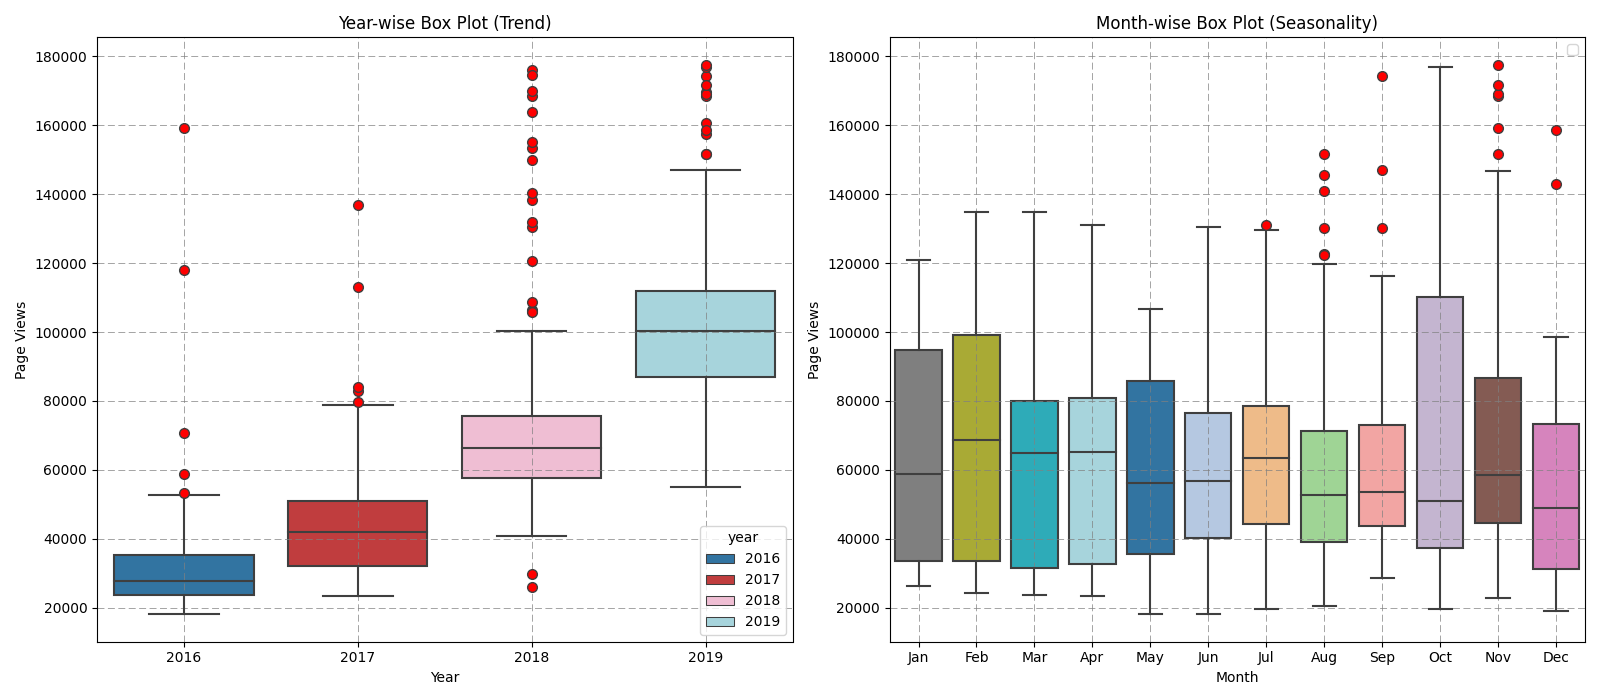 Year-wise Box Plot (Trend)
180000
160000
140000
120000
100000
80000
60000
40000
20000
Page Views
2016
2017
2018
2019
Year
year
2016
2017
2018
2019
Month-wise Box Plot (Seasonality)
180000
160000
140000
120000
100000
80000
60000
40000
20000
Page Views
Jan
Feb
Mar
Apr
May
Jun
Jul
Aug
Sep
Oct
Nov
Dec
Month